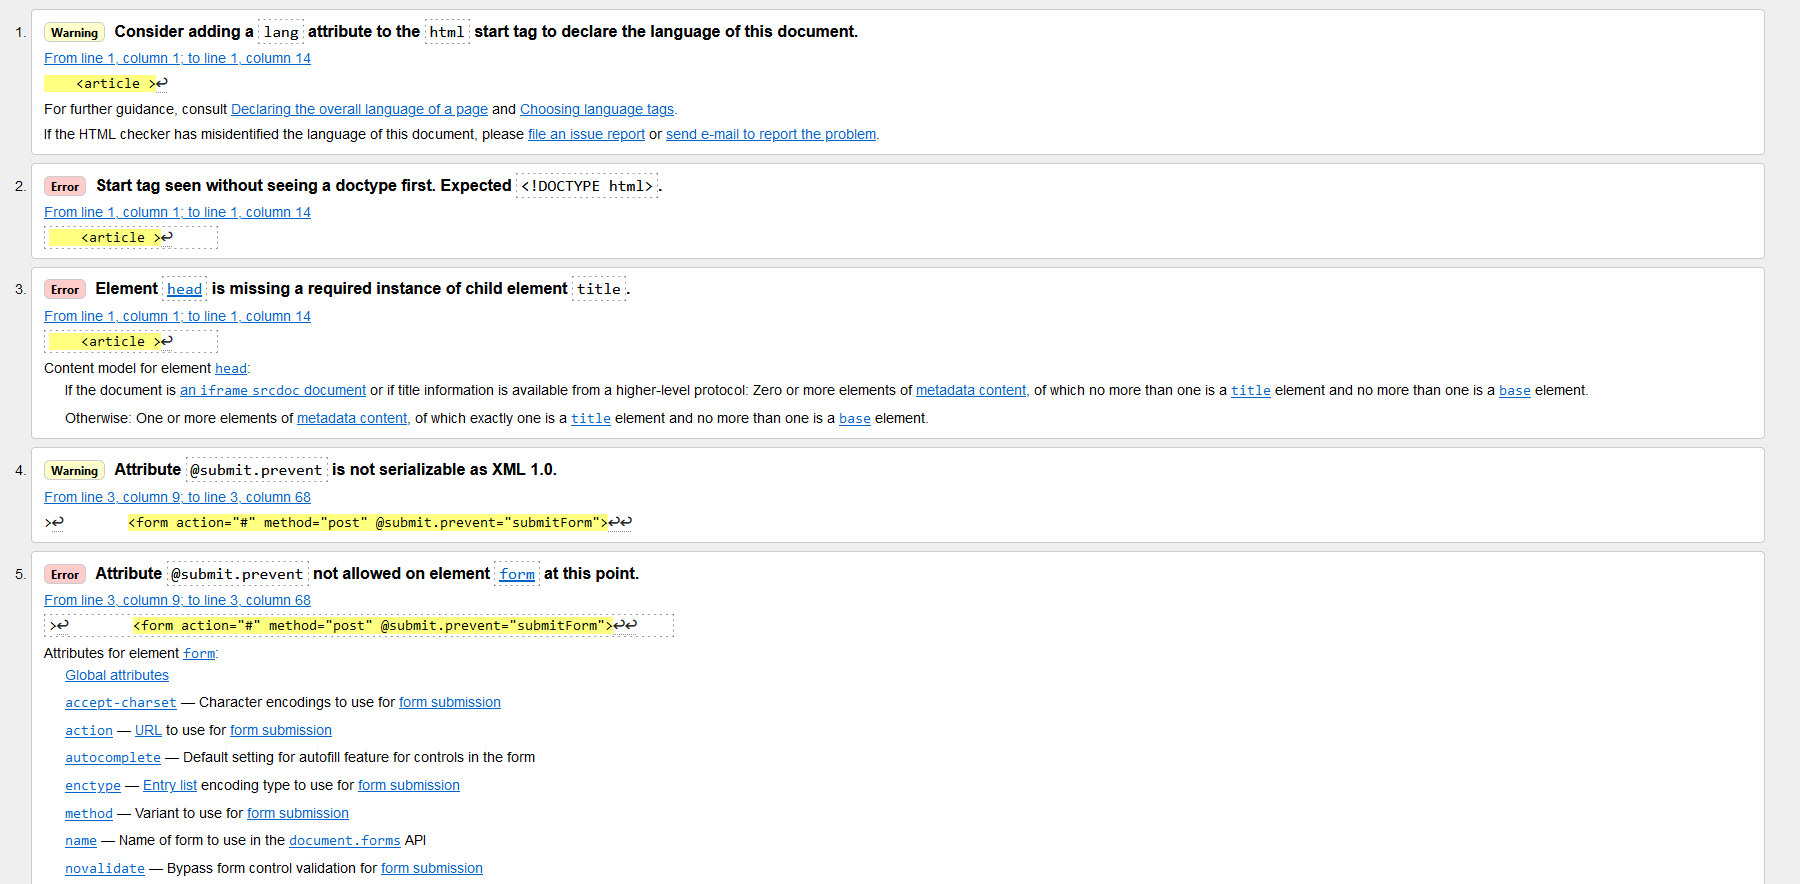 1. Warning Consider adding a lang attribute to the html start tag to declare the language of this document.
From line 1, column 1; to line 1, column 14
<article >↩
For further guidance, consult Declaring the overall language of a page and Choosing language tags.
If the HTML checker has misidentified the language of this document, please file an issue report or send e-mail to report the problem.
2. Error Start tag seen without seeing a doctype first. Expected <!DOCTYPE html>.
From line 1, column 1; to line 1, column 14
<article >↩
3. Error Element head is missing a required instance of child element title.
From line 1, column 1; to line 1, column 14
<article >↩
Content model for element head:
If the document is an iframe srcdoc document or if title information is available from a higher-level protocol: Zero or more elements of metadata content, of which no more than one is a title element and no more than one is a base element.
Otherwise: One or more elements of metadata content, of which exactly one is a title element and no more than one is a base element.
4. Warning Attribute @submit.prevent is not serializable as XML 1.0.
From line 3, column 9; to line 3, column 68
>↩ <form action="#" method="post" @submit.prevent="submitForm">↩↩
5. Error Attribute @submit.prevent not allowed on element form at this point.
From line 3, column 9; to line 3, column 68
>↩ <form action="#" method="post" @submit.prevent="submitForm">↩↩
Attributes for element form:
Global attributes
accept-charset — Character encodings to use for form submission
action — URL to use for form submission
autocomplete — Default setting for autofill feature for controls in the form
enctype — Entry list encoding type to use for form submission
method — Variant to use for form submission
name — Name of form to use in the document.forms API
novalidate — Bypass form control validation for form submission